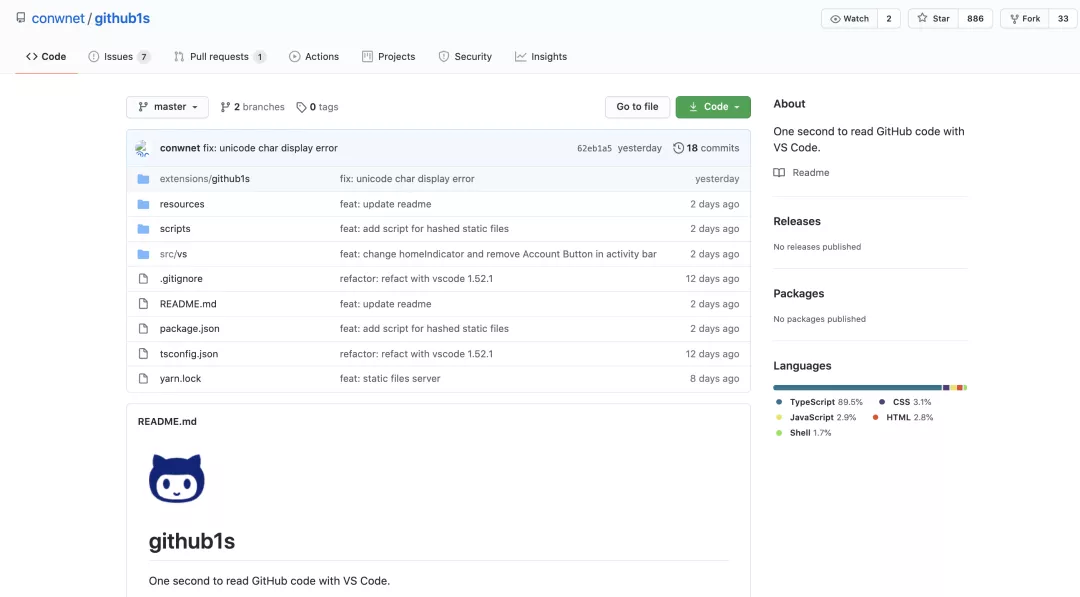 conwnet / github1s
Watch 2 Star 886 Fork 33
Code Issues 7 Pull requests 1 Actions Projects Security Insights
master 2 branches 0 tags Go to file Code
conwnet fix: unicode char display error 62eb1a5 yesterday 18 commits
extensions/github1s fix: unicode char display error yesterday
resources feat: update readme 2 days ago
scripts feat: add script for hashed static files 2 days ago
src/vs feat: change homeIndicator and remove Account Button in activity bar 2 days ago
.gitignore refactor: refact with vscode 1.52.1 12 days ago
README.md feat: update readme 2 days ago
package.json feat: add script for hashed static files 2 days ago
tsconfig.json refactor: refact with vscode 1.52.1 12 days ago
yarn.lock feat: static files server 8 days ago
README.md
github1s
One second to read GitHub code with VS Code.
About
One second to read GitHub code with
VS Code.
Readme
Releases
No releases published
Packages
No packages published
Languages
TypeScript 89.5% CSS 3.1%
JavaScript 2.9% HTML 2.8%
Shell 1.7%